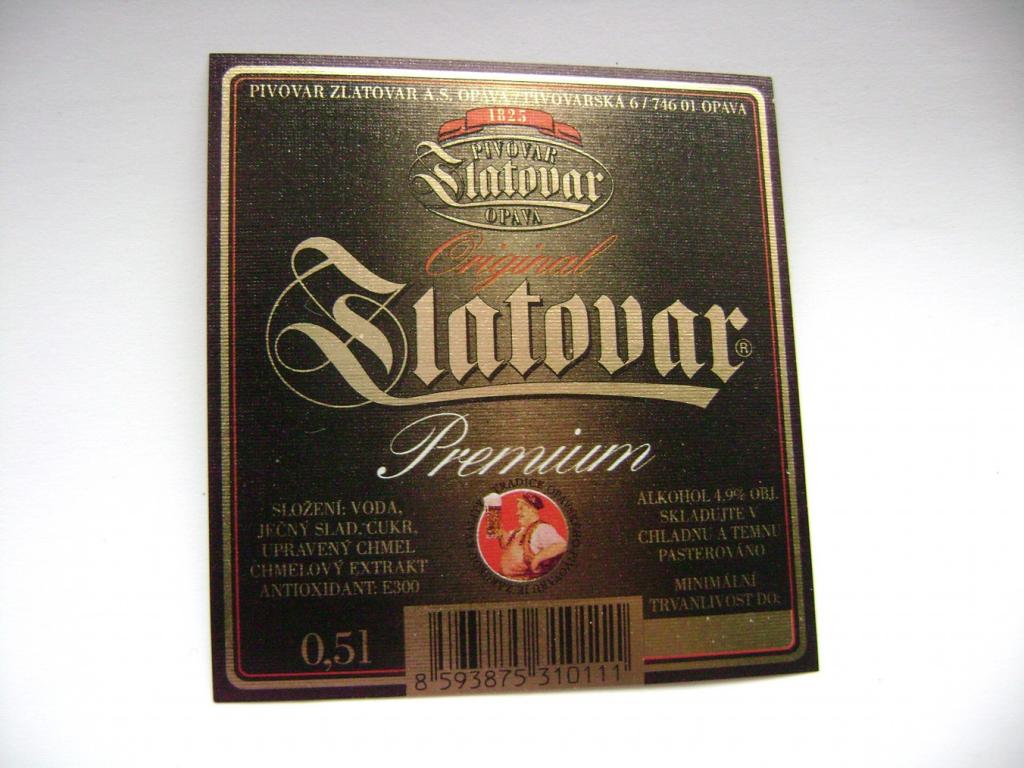 PIVOVAR ZLATOVAR A.S. OPAVA, PIVOVARSKÁ 6 / 746 01 OPAVA
1825
PIVOVAR
Zlatovar
OPAVA
Original
Zlatovar ®
Premium
SLOŽENÍ: VODA,
JEČNÝ SLAD, CUKR,
UPRAVENÝ CHMEL
CHMELOVÝ EXTRAKT
ANTIOXIDANT: E300
0,5l
TRADICE
ALKOHOL 4.9% OBJ.
SKLADUJTE V
CHLADNU A TEMNU
PASTEROVÁNO
MINIMÁLNÍ
TRVANLIVOST DO:
8 593875 310111